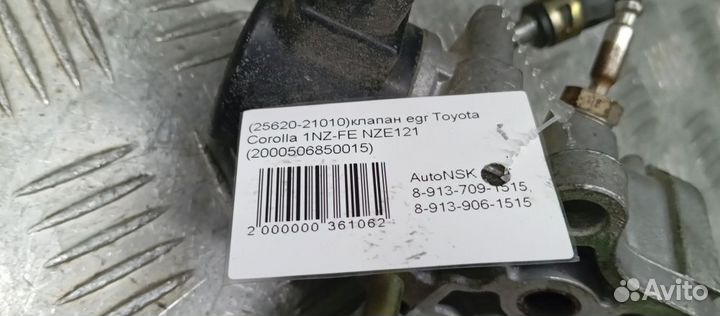 (25620-21010)клапан egr Toyota
Corolla 1NZ-FE NZE121
(2000506850015)
AutoNSK
8-913-709-1515,
8-913-906-1515
2 000000 361062
Avito